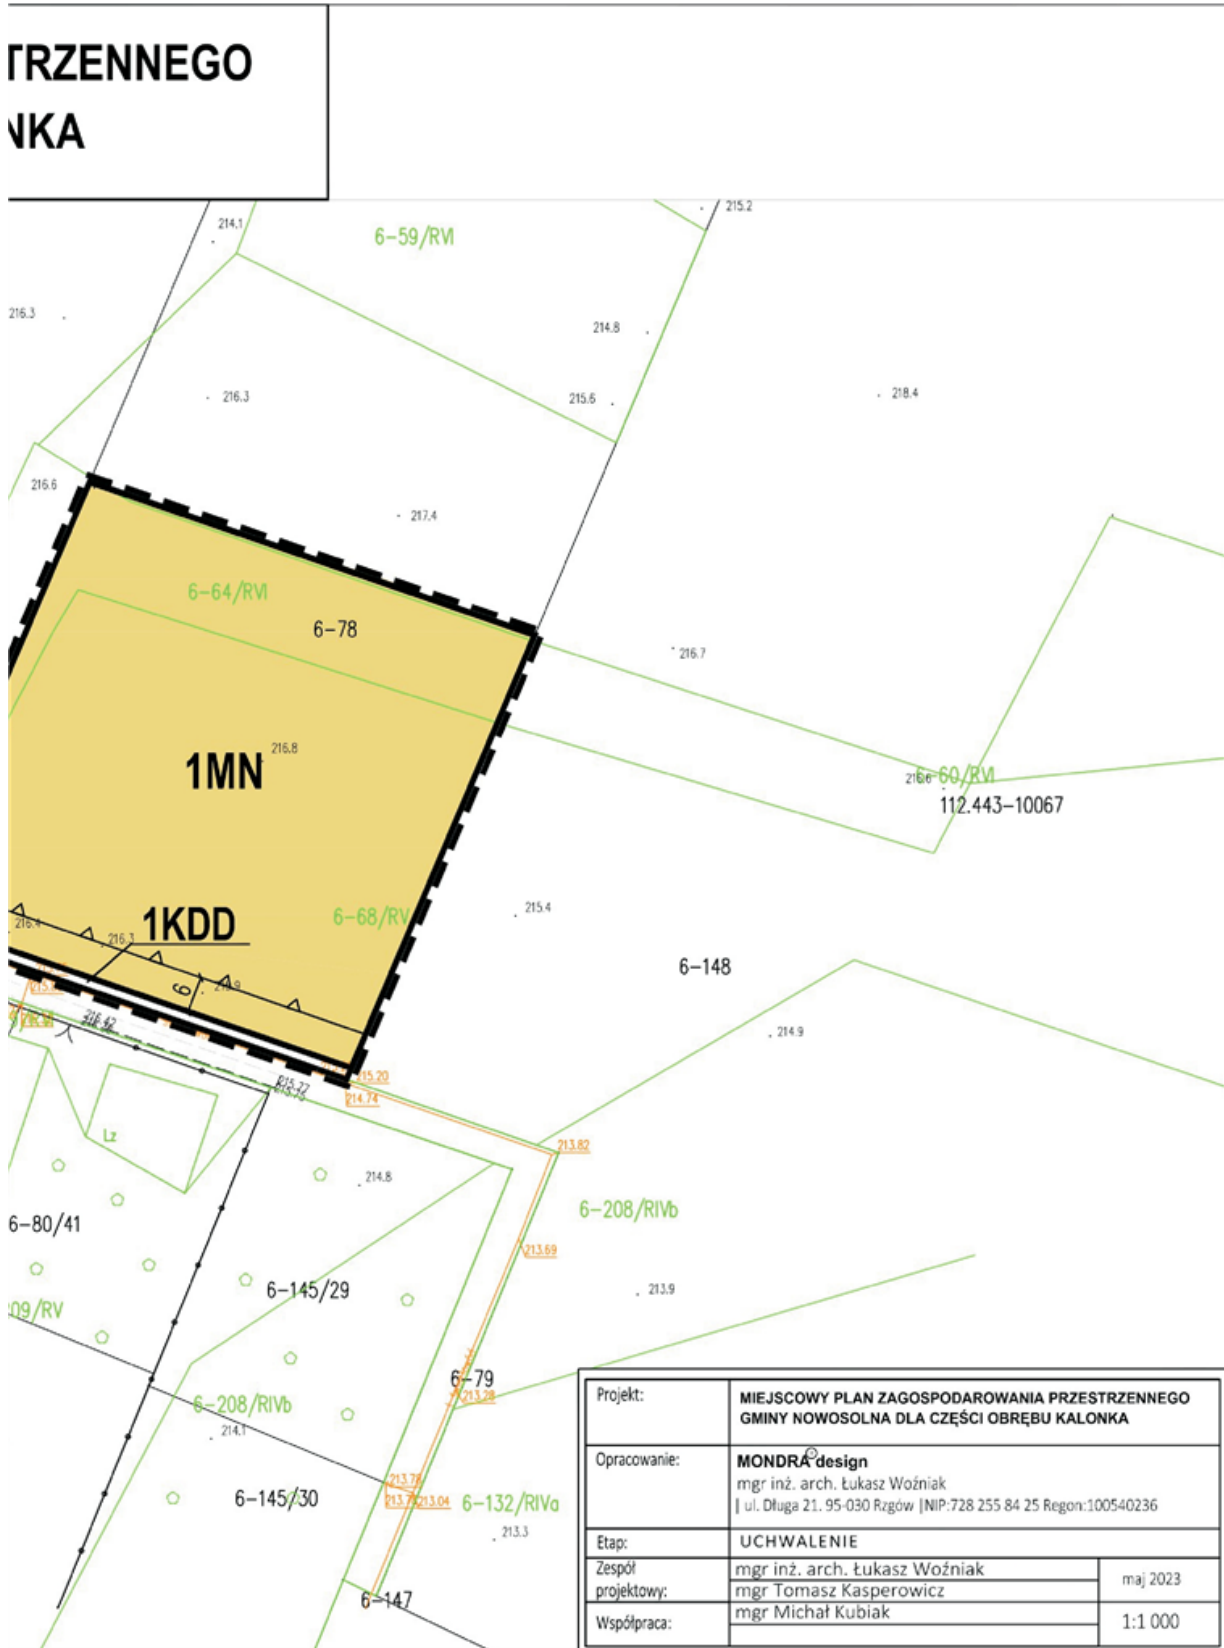 TRZENNEGO
NKA
215.2
214.1
6-59/RVI
216.3
214.8
216.3
215.6
218.4
216.6
217.4
6-64/RVI
6-78
216.7
1MN
216.8
216.6
6-60/RVI
112.443-10067
6-68/RV
215.4
216.4
1KDD
216.3
6-148
6
216.42
214.9
215.20
215.27
214.74
Lz
213.82
214.8
6-80/41
6-208/RIVb
213.69
6-145/29
213.9
09/RV
6-79
213.28
6-208/RIVb
214.1
213.78
6-145/30
213.04
6-132/RIVa
213.3
6-147
Projekt:
MIEJSCOWY PLAN ZAGOSPODAROWANIA PRZESTRZENNEGO
GMINY NOWOSOLNA DLA CZĘŚCI OBRĘBU KALONKA
Opracowanie:
MONDRA design
mgr inż. arch. Łukasz Woźniak
| ul. Długa 21. 95-030 Rzgów |NIP:728 255 84 25 Regon:100540236
Etap:
UCHWALENIE
Zespół
projektowy:
mgr inż. arch. Łukasz Woźniak
mgr Tomasz Kasperowicz
maj 2023
Współpraca:
mgr Michał Kubiak
1:1 000